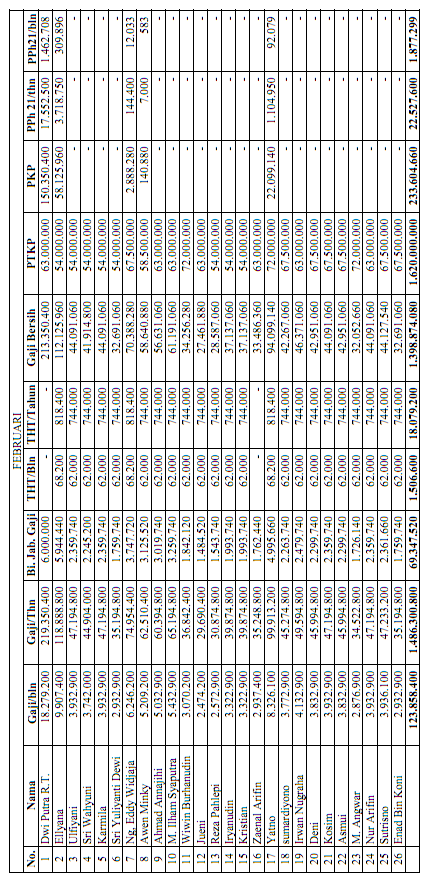 FEBRUARI
No. Nama Gaji/bln Gaji/Thn Bi. Jab. Gaji THT/Bln THT/Tahun Gaji Bersih PTKP PKP PPh 21/thn PPh21/bln
1 Dwi Putra R.T. 18.279.200 219.350.400 6.000.000 - - 213.350.400 63.000.000 150.350.400 17.552.500 1.462.708
2 Ellyana 9.907.400 118.888.800 5.944.440 68.200 818.400 112.125.960 54.000.000 58.125.960 3.718.750 309.896
3 Ulfiyani 3.932.900 47.194.800 2.359.740 62.000 744.000 44.091.060 54.000.000 - - -
4 Sri Wahyuni 3.742.000 44.904.000 2.245.200 62.000 744.000 41.914.800 54.000.000 - - -
5 Karmila 3.932.900 47.194.800 2.359.740 62.000 744.000 44.091.060 54.000.000 - - -
6 Sri Yuliyanti Dewi 2.932.900 35.194.800 1.759.740 62.000 744.000 32.691.060 54.000.000 - - -
7 Ng. Eddy Widjaja 6.246.200 74.954.400 3.747.720 68.200 818.400 70.388.280 67.500.000 2.888.280 144.400 12.033
8 Awen Minky 5.209.200 62.510.400 3.125.520 62.000 744.000 58.640.880 58.500.000 140.880 7.000 583
9 Ahmad Annajihi 5.032.900 60.394.800 3.019.740 62.000 744.000 56.631.060 63.000.000 - - -
10 M. Ilham Syaputra 5.432.900 65.194.800 3.259.740 62.000 744.000 61.191.060 63.000.000 - - -
11 Wiwin Burhanudin 3.070.200 36.842.400 1.842.120 62.000 744.000 34.256.280 72.000.000 - - -
12 Jueni 2.474.200 29.690.400 1.484.520 62.000 744.000 27.461.880 63.000.000 - - -
13 Reza Pahlepi 2.572.900 30.874.800 1.543.740 62.000 744.000 28.587.060 54.000.000 - - -
14 Iryanudin 3.322.900 39.874.800 1.993.740 62.000 744.000 37.137.060 54.000.000 - - -
15 Kristian 3.322.900 39.874.800 1.993.740 62.000 744.000 37.137.060 54.000.000 - - -
16 Zaenal Arifin 2.937.400 35.248.800 1.762.440 - - 33.486.360 63.000.000 - - -
17 Yatno 8.326.100 99.913.200 4.995.660 68.200 818.400 94.099.140 72.000.000 22.099.140 1.104.950 92.079
18 sumardiyono 3.772.900 45.274.800 2.263.740 62.000 744.000 42.267.060 67.500.000 - - -
19 Irwan Nugraha 4.132.900 49.594.800 2.479.740 62.000 744.000 46.371.060 63.000.000 - - -
20 Deni 3.832.900 45.994.800 2.299.740 62.000 744.000 42.951.060 67.500.000 - - -
21 Kosim 3.932.900 47.194.800 2.359.740 62.000 744.000 44.091.060 67.500.000 - - -
22 Asmui 3.832.900 45.994.800 2.299.740 62.000 744.000 42.951.060 67.500.000 - - -
23 M. Angwar 2.876.900 34.522.800 1.726.140 62.000 744.000 32.052.660 72.000.000 - - -
24 Nur Arifin 3.932.900 47.194.800 2.359.740 62.000 744.000 44.091.060 63.000.000 - - -
25 Sutrisno 3.936.100 47.233.200 2.361.660 62.000 744.000 44.127.540 67.500.000 - - -
26 Enad Bin Koni 2.932.900 35.194.800 1.759.740 62.000 744.000 32.691.060 67.500.000 - - -
123.858.400 1.486.300.800 69.347.520 1.506.600 18.079.200 1.398.874.080 1.620.000.000 233.604.660 22.527.600 1.877.299